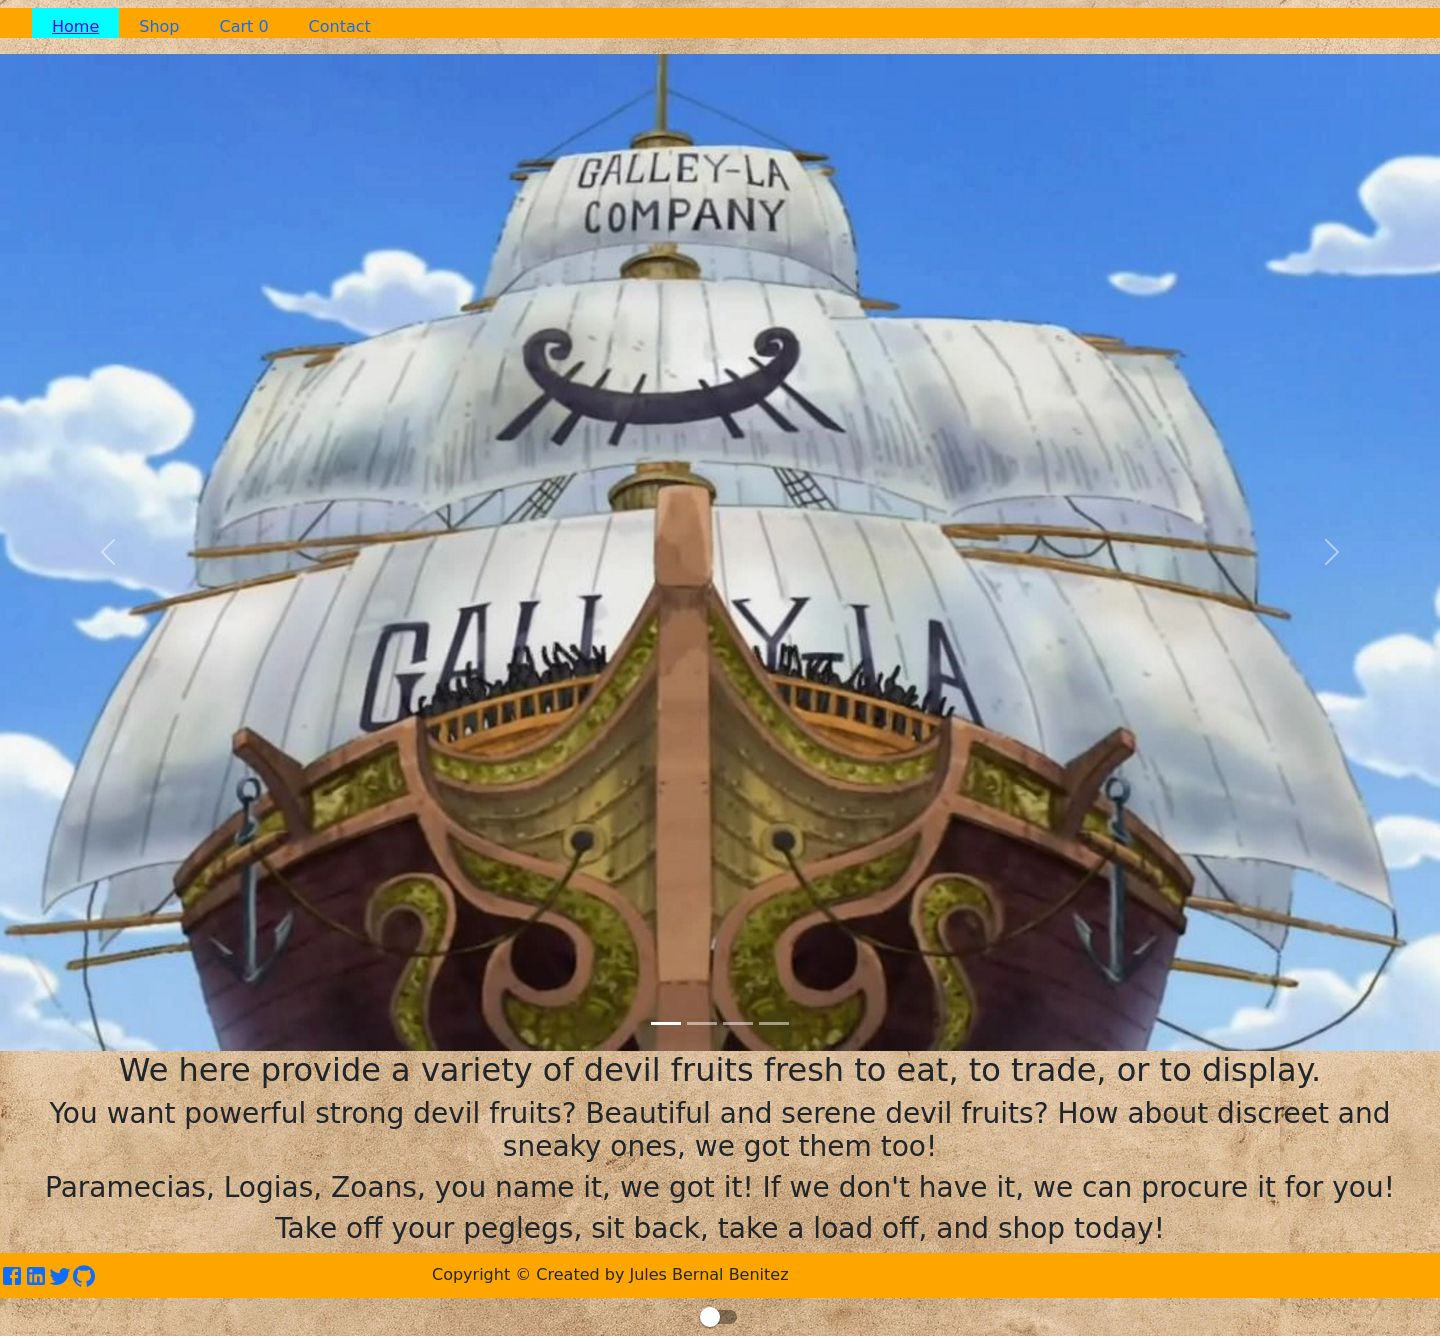 Home Shop Cart 0 Contact
GALLEY-LA
COMPANY
GALL Y-LA
We here provide a variety of devil fruits fresh to eat, to trade, or to display.
You want powerful strong devil fruits? Beautiful and serene devil fruits? How about discreet and
sneaky ones, we got them too!
Paramecias, Logias, Zoans, you name it, we got it! If we don't have it, we can procure it for you!
Take off your peglegs, sit back, take a load off, and shop today!
Copyright © Created by Jules Bernal Benitez